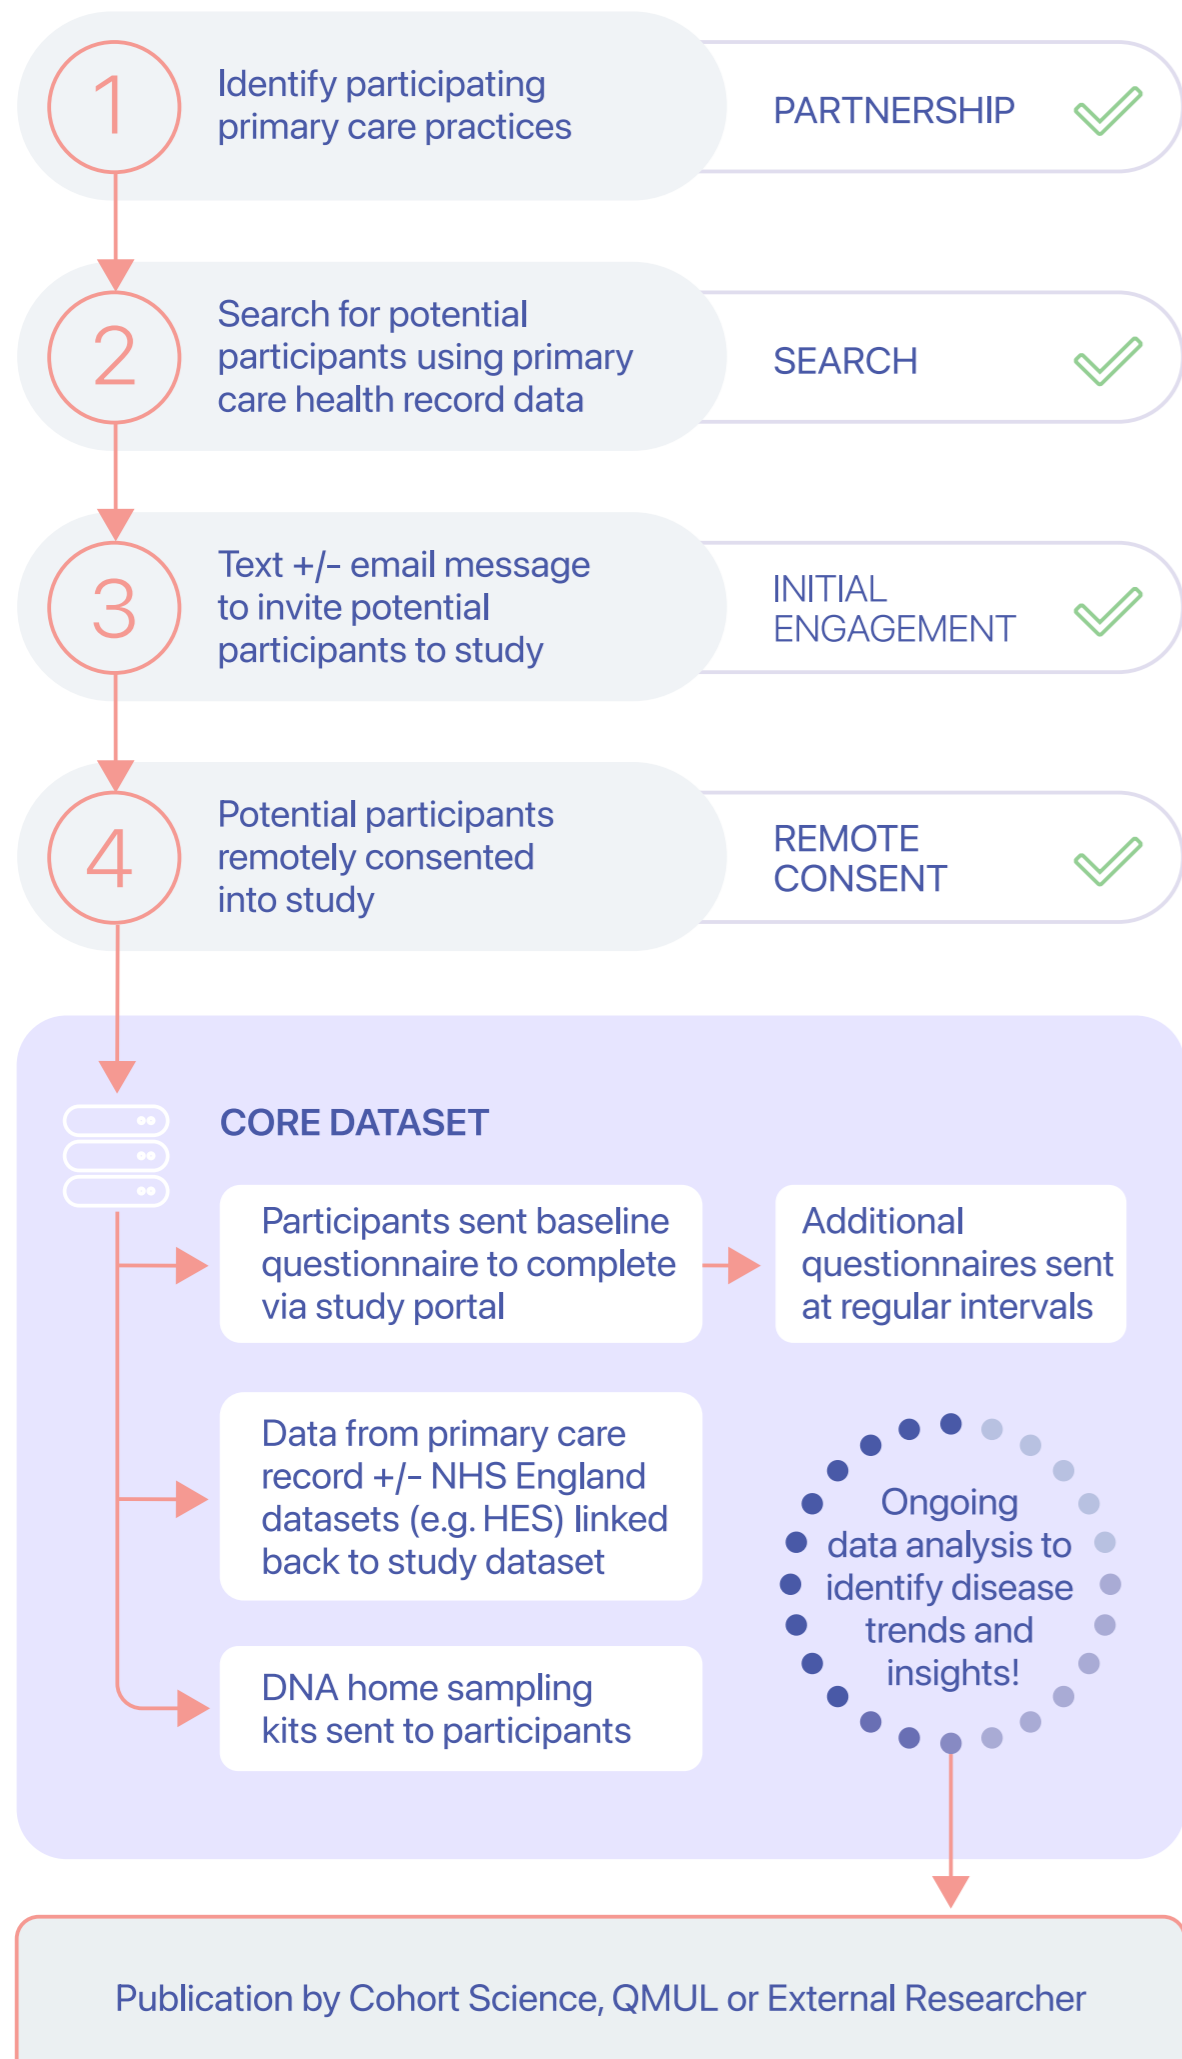 1
Identify participating
primary care practices
PARTNERSHIP
2
Search for potential
participants using primary
care health record data
SEARCH
3
Text +/- email message
to invite potential
participants to study
INITIAL
ENGAGEMENT
4
Potential participants
remotely consented
into study
REMOTE
CONSENT
CORE DATASET
Participants sent baseline
questionnaire to complete
via study portal
Additional
questionnaires sent
at regular intervals
Data from primary care
record +/- NHS England
datasets (e.g. HES) linked
back to study dataset
Ongoing
data analysis to
identify disease
trends and
insights!
DNA home sampling
kits sent to participants
Publication by Cohort Science, QMUL or External Researcher